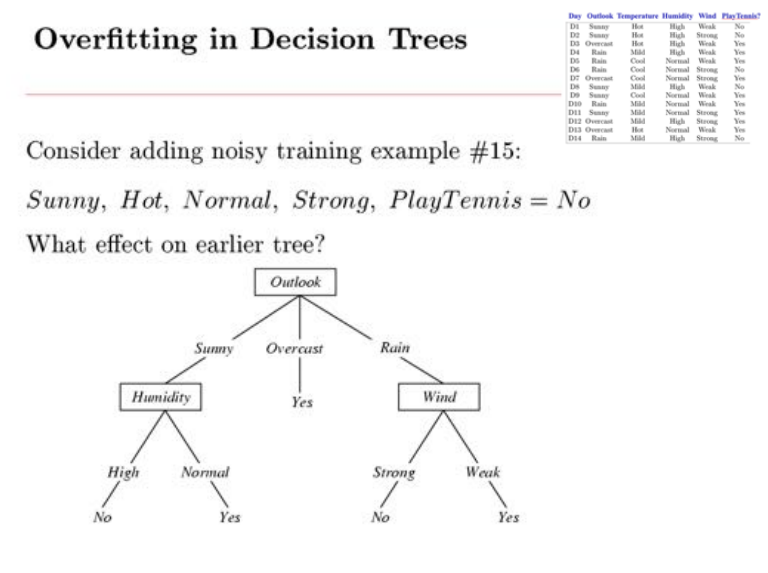 Overfitting in Decision Trees
Day Outlook Temperature Humidity Wind PlayTennis?
D1 Sunny Hot High Weak No
D2 Sunny Hot High Strong No
D3 Overcast Hot High Weak Yes
D4 Rain Mild High Weak Yes
D5 Rain Cool Normal Weak Yes
D6 Rain Cool Normal Strong No
D7 Overcast Cool Normal Strong Yes
D8 Sunny Mild High Weak No
D9 Sunny Cool Normal Weak Yes
D10 Rain Mild Normal Weak Yes
D11 Sunny Mild Normal Strong Yes
D12 Overcast Mild High Strong Yes
D13 Overcast Hot Normal Weak Yes
D14 Rain Mild High Strong No
Consider adding noisy training example #15:
Sunny, Hot, Normal, Strong, PlayTennis = No
What effect on earlier tree?
Outlook
Sunny Overcast Rain
Humidity Yes Wind
High Normal Strong Weak
No Yes No Yes